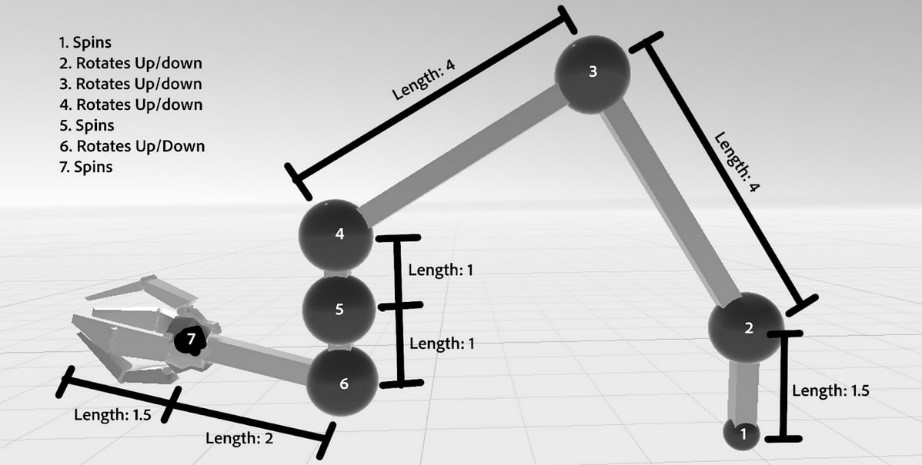 1. Spins
2. Rotates Up/down
3. Rotates Up/down
4. Rotates Up/down
5. Spins
6. Rotates Up/Down
7. Spins
Length: 4
3
Length: 4
4
Length: 1
5
Length: 1
2
7
6
Length: 1.5
Length: 1.5
Length: 2
1